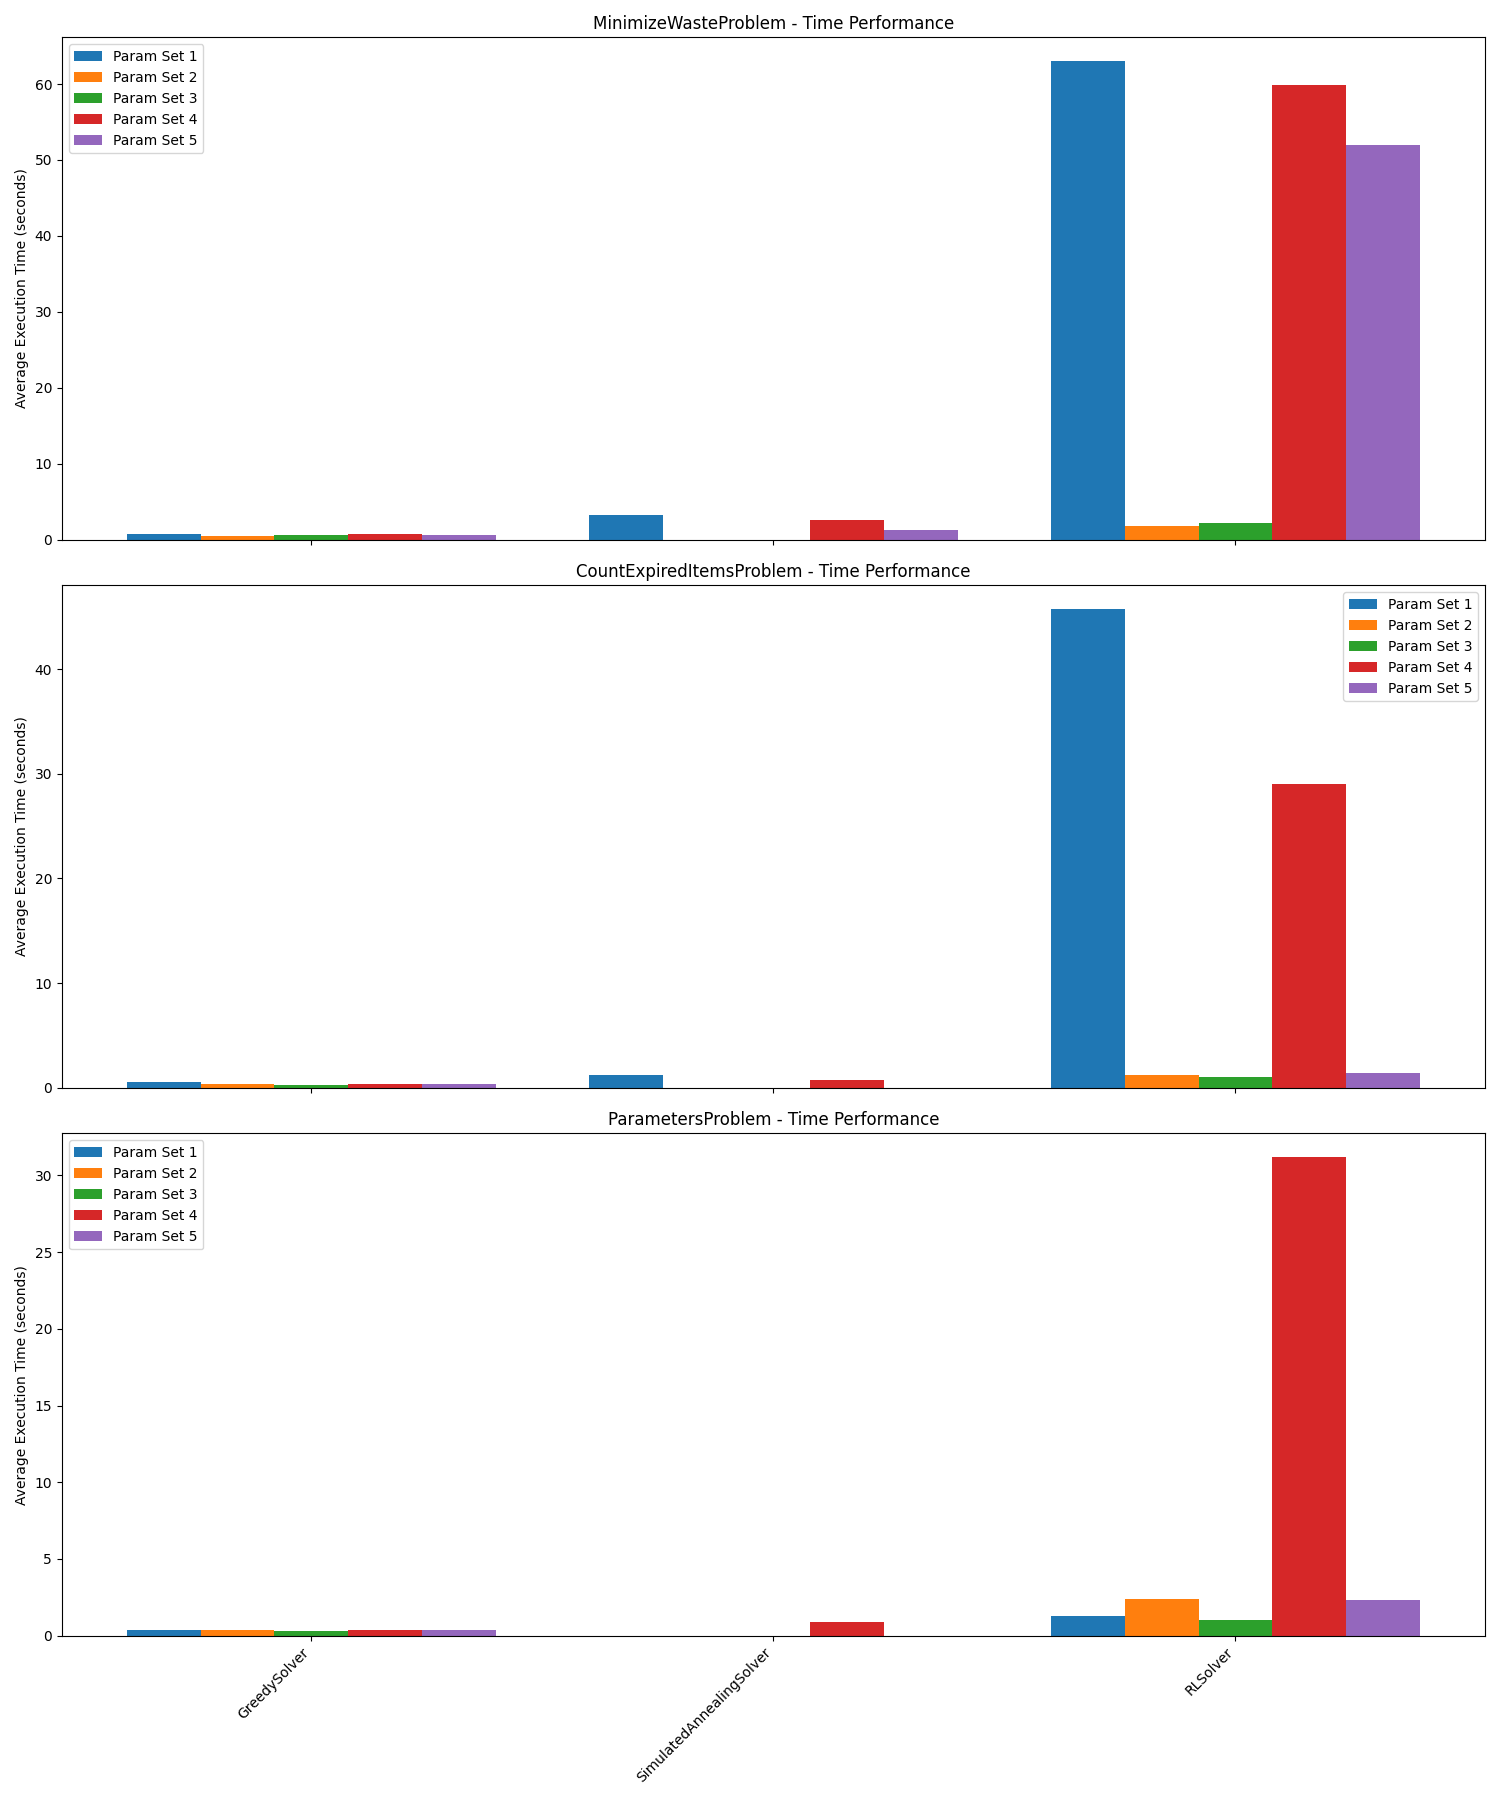 MinimizeWasteProblem - Time Performance
Param Set 1
Param Set 2
Param Set 3
Param Set 4
Param Set 5
Average Execution Time (seconds)
60
50
40
30
20
10
0
CountExpiredItemsProblem - Time Performance
Param Set 1
Param Set 2
Param Set 3
Param Set 4
Param Set 5
Average Execution Time (seconds)
40
30
20
10
0
ParametersProblem - Time Performance
Param Set 1
Param Set 2
Param Set 3
Param Set 4
Param Set 5
Average Execution Time (seconds)
30
25
20
15
10
5
0
GreedySolver
SimulatedAnnealingSolver
RLSolver